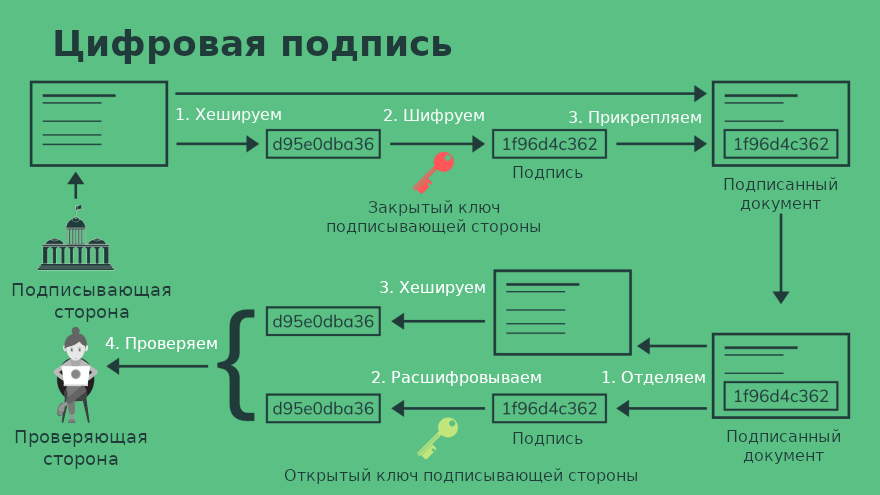 Цифровая подпись
1. Хешируем
2. Шифруем
3. Прикрепляем
d95e0dba36
1f96d4c362
1f96d4c362
Подпись
Закрытый ключ
подписывающей стороны
Подписанный
документ
Подписывающая
сторона
3. Хешируем
d95e0dba36
4. Проверяем
{
2. Расшифровываем
1. Отделяем
d95e0dba36
1f96d4c362
1f96d4c362
Подпись
Проверяющая
сторона
Подписанный
документ
Открытый ключ подписывающей стороны